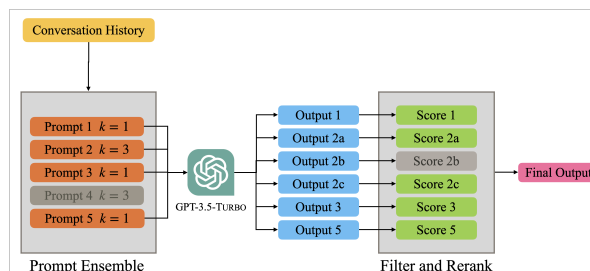 Conversation History
Prompt 1 k = 1
Prompt 2 k = 3
Prompt 3 k = 1
Prompt 4 k = 3
Prompt 5 k = 1
Prompt Ensemble
GPT-3.5-TURBO
Output 1
Output 2a
Output 2b
Output 2c
Output 3
Output 5
Score 1
Score 2a
Score 2b
Score 2c
Score 3
Score 5
Filter and Rerank
Final Output